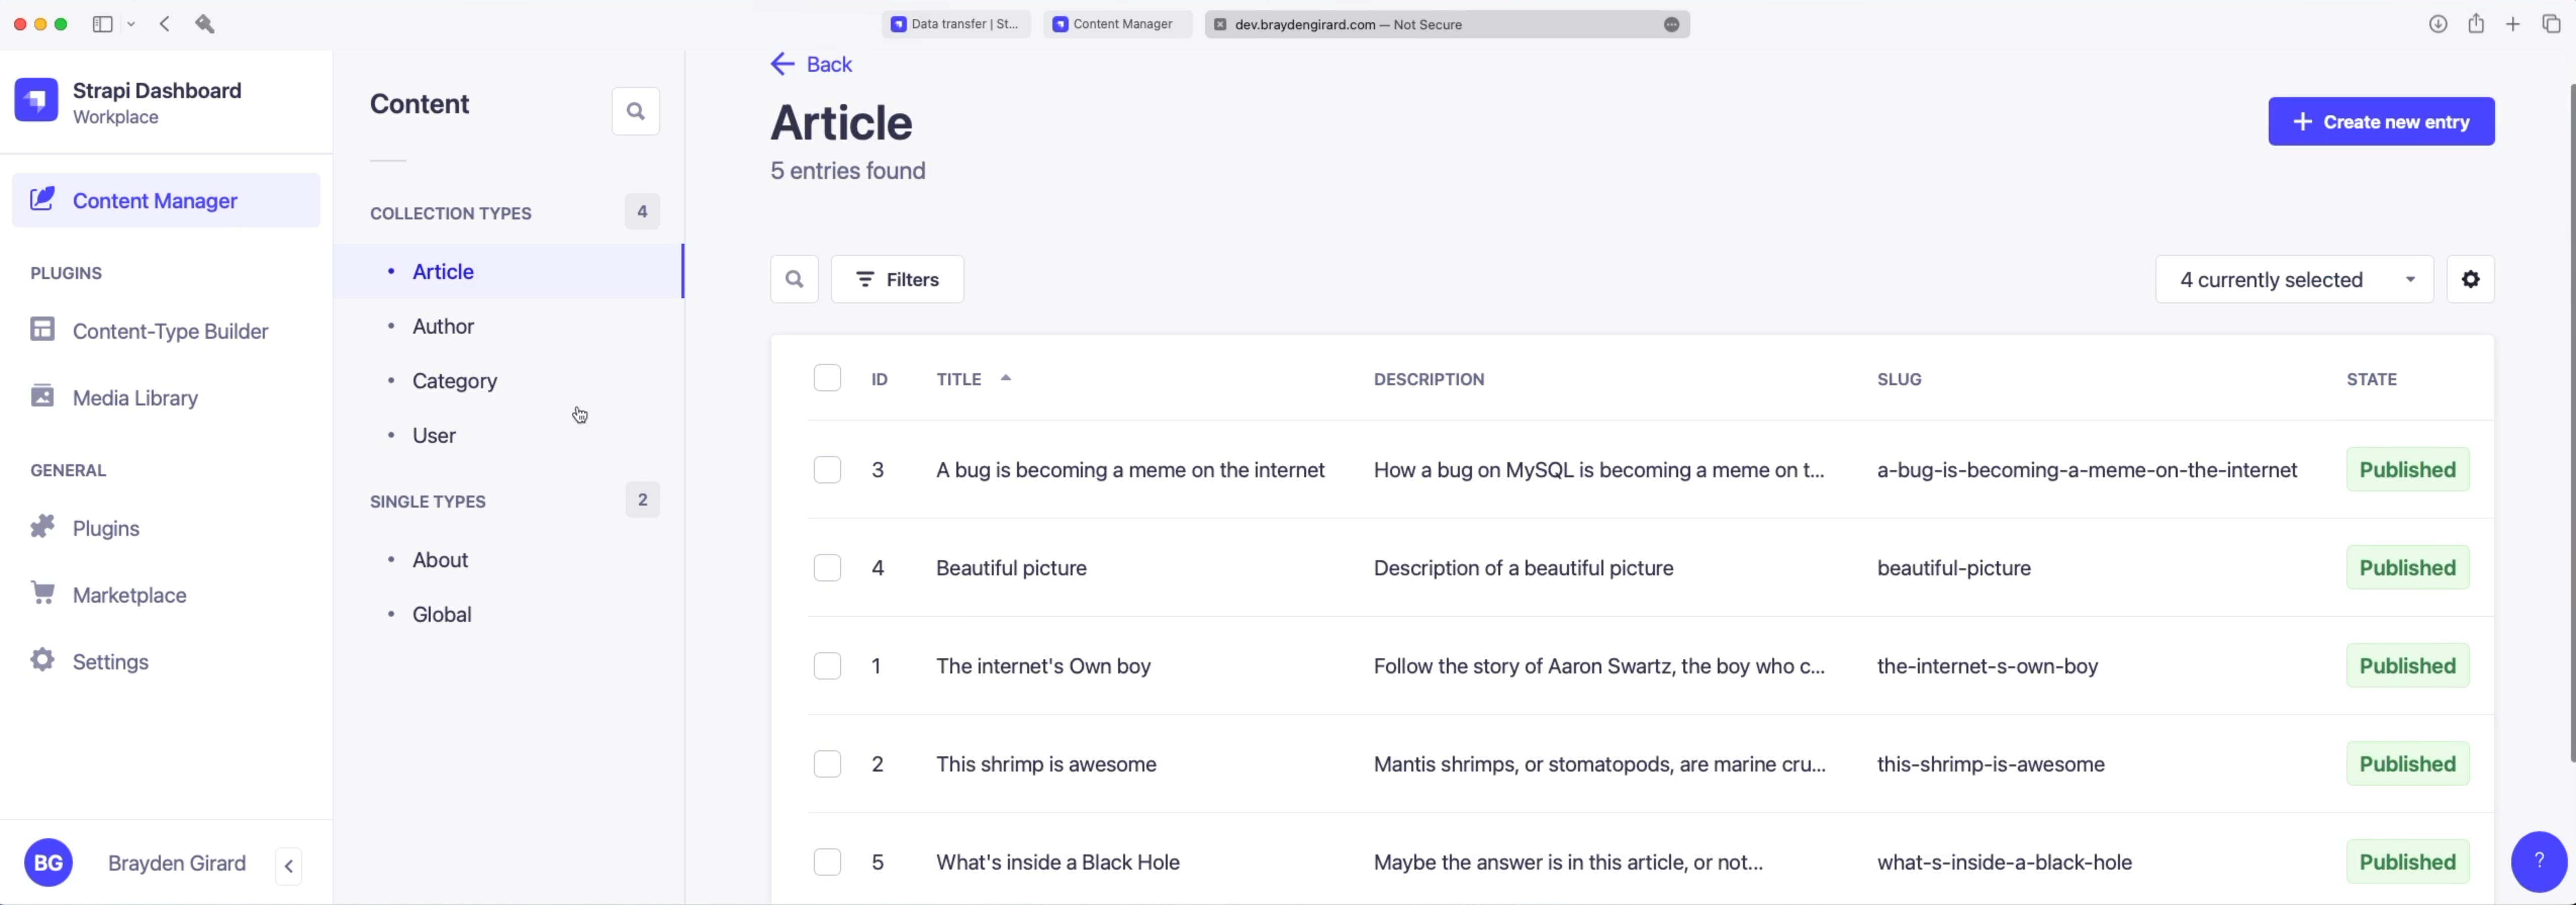 Data transfer | St...
Content Manager
dev.braydengirard.com — Not Secure
Strapi Dashboard
Workplace
Content Manager
PLUGINS
Content-Type Builder
Media Library
GENERAL
Plugins
Marketplace
Settings
BG
Brayden Girard
Content
COLLECTION TYPES 4
Article
Author
Category
User
SINGLE TYPES 2
About
Global
Back
Article
5 entries found
Create new entry
Filters
4 currently selected
ID TITLE DESCRIPTION SLUG STATE
3 A bug is becoming a meme on the internet How a bug on MySQL is becoming a meme on t... a-bug-is-becoming-a-meme-on-the-internet Published
4 Beautiful picture Description of a beautiful picture beautiful-picture Published
1 The internet's Own boy Follow the story of Aaron Swartz, the boy who c... the-internet-s-own-boy Published
2 This shrimp is awesome Mantis shrimps, or stomatopods, are marine cru... this-shrimp-is-awesome Published
5 What's inside a Black Hole Maybe the answer is in this article, or not... what-s-inside-a-black-hole Published
?